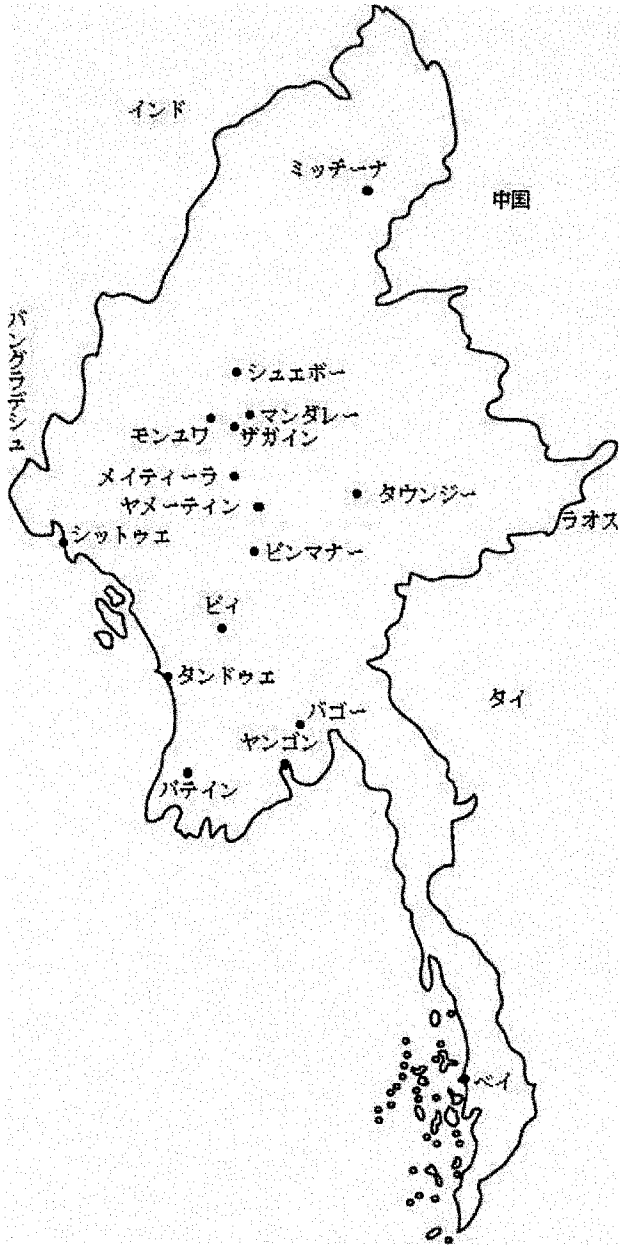 インド
ミッチーナ
中国
バングラデシュ
シュエボー
マンダレー
モンユワ
ザガイン
メイティーラ
タウンジー
ヤメーティン
ラオス
シットゥエ
ピンマナー
ピィ
タンドゥエ
タイ
バゴー
ヤンゴン
パテイン
ベイ